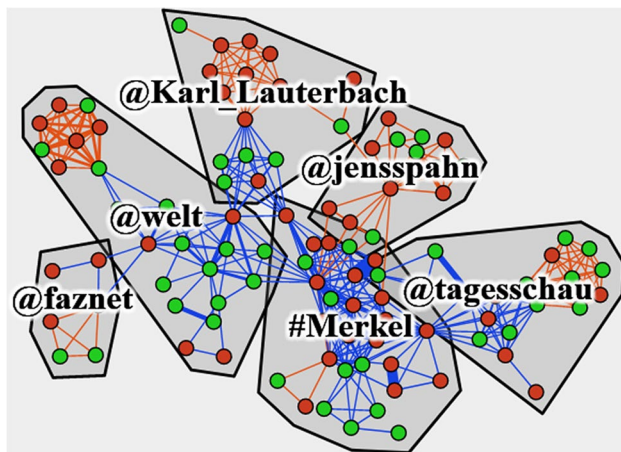 @Karl_Lauterbach
@jensspahn
@welt
@faznet
@tagesschau
#Merkel